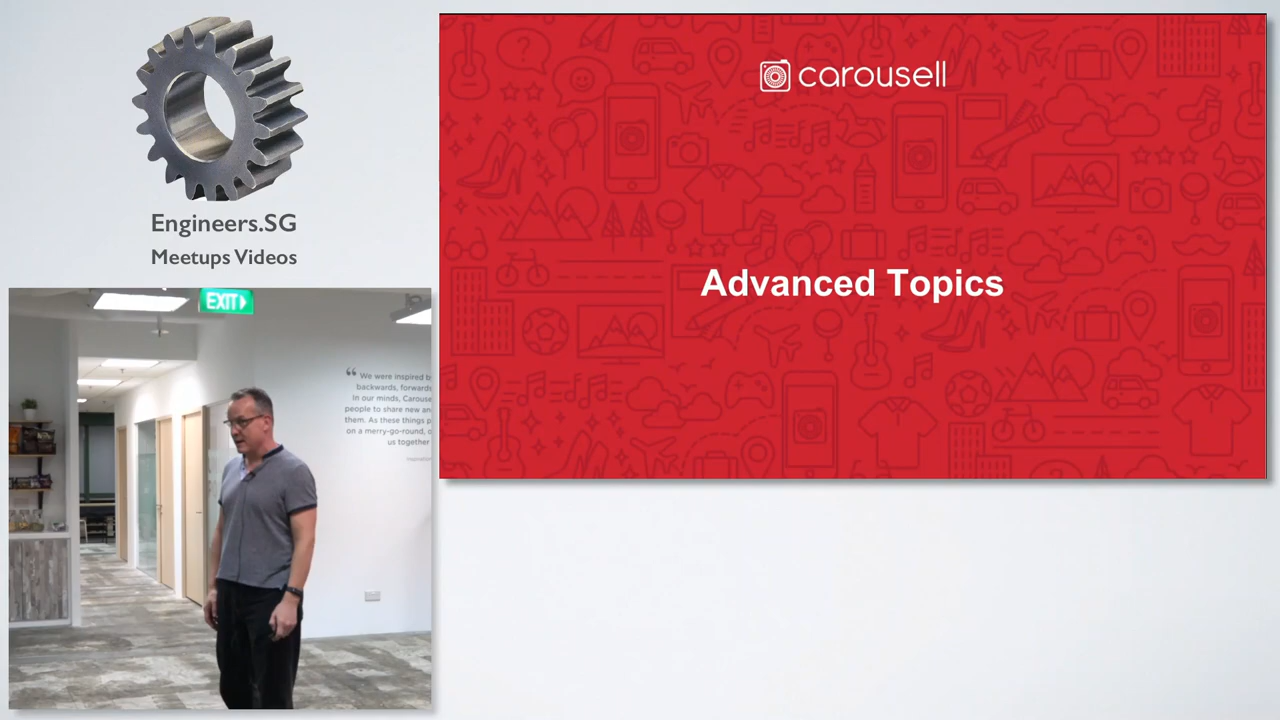 Engineers.SG
Meetups Videos
carousell
Advanced Topics
EXIT
“ We were inspired b
backwards, forward
In our minds, Carouse
people to share new an
them. As these things p
on a merry-go-round, o
us together